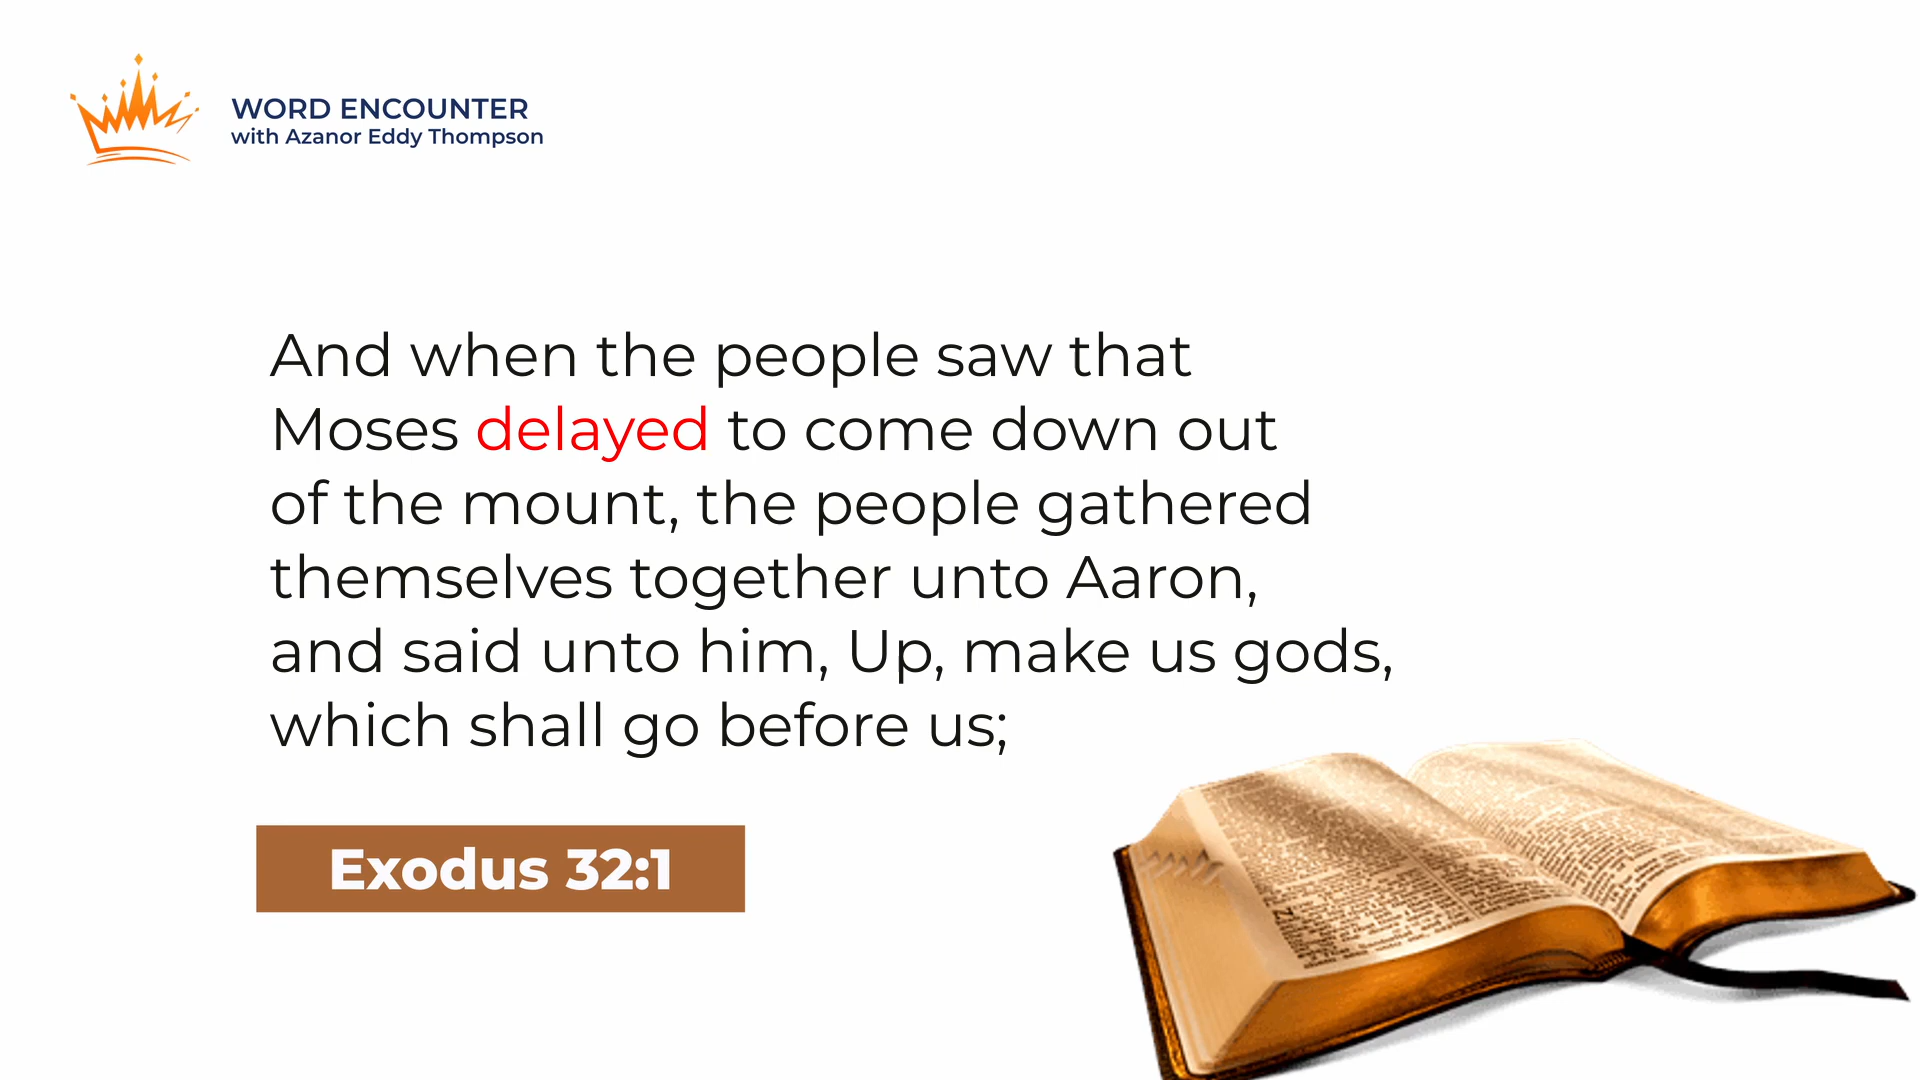 WORD ENCOUNTER
with Azanor Eddy Thompson
And when the people saw that
Moses delayed to come down out
of the mount, the people gathered
themselves together unto Aaron,
and said unto him, Up, make us gods,
which shall go before us;
Exodus 32:1